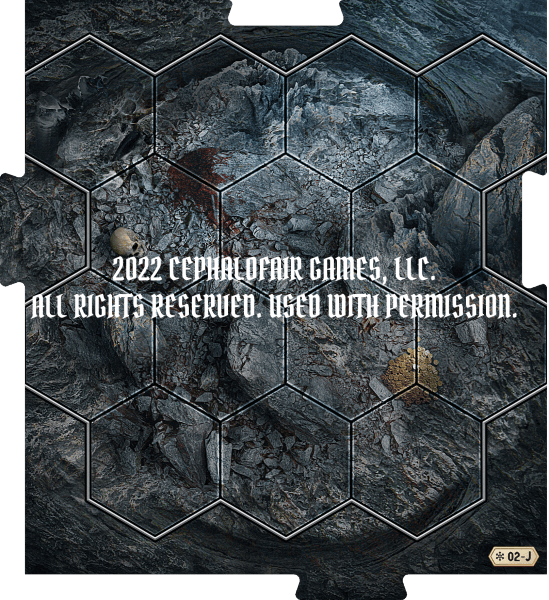 2022 CEPHALOFAIR GAMES, LLC.
ALL RIGHTS RESERVED. USED WITH PERMISSION.
* 02-J